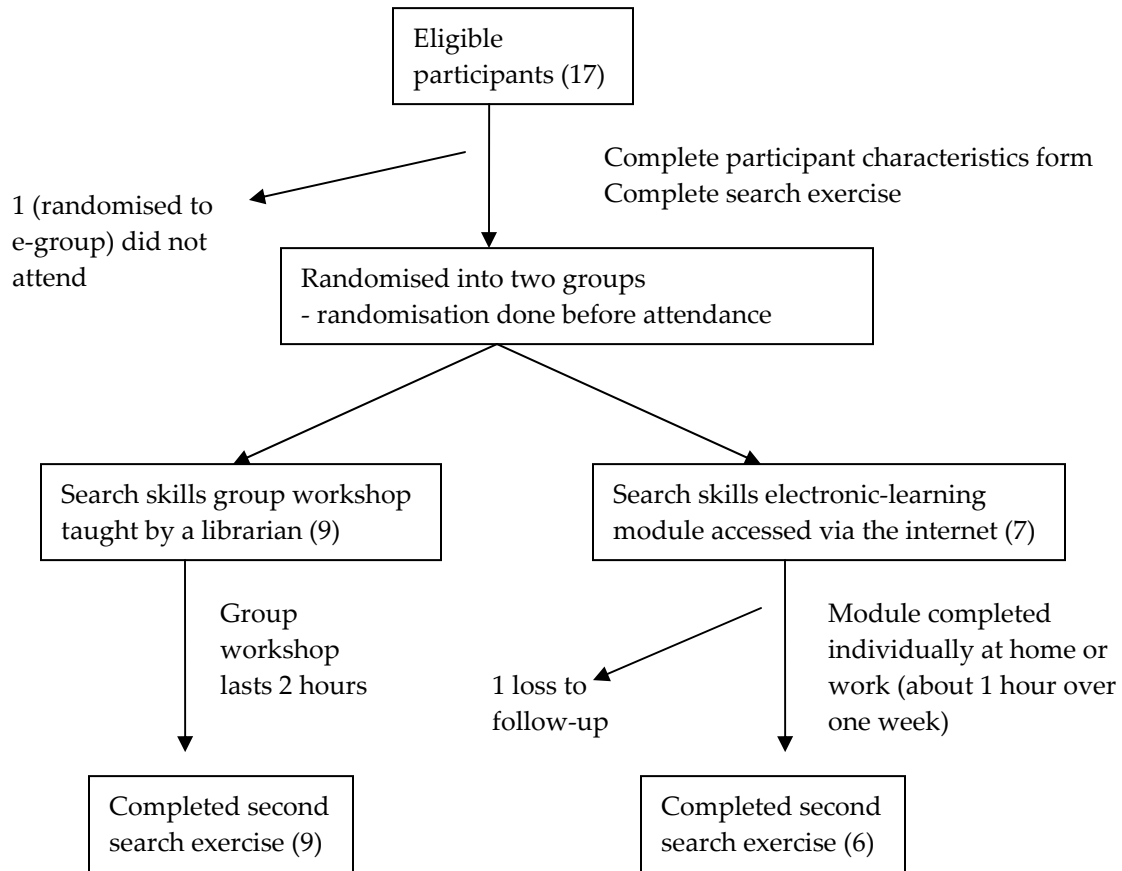 Eligible
participants (17)
Complete participant characteristics form
Complete search exercise
1 (randomised to
e-group) did not
attend
Randomised into two groups
- randomisation done before attendance
Search skills group workshop
taught by a librarian (9)
Search skills electronic-learning
module accessed via the internet (7)
Group
workshop
lasts 2 hours
1 loss to
follow-up
Module completed
individually at home or
work (about 1 hour over
one week)
Completed second
search exercise (9)
Completed second
search exercise (6)